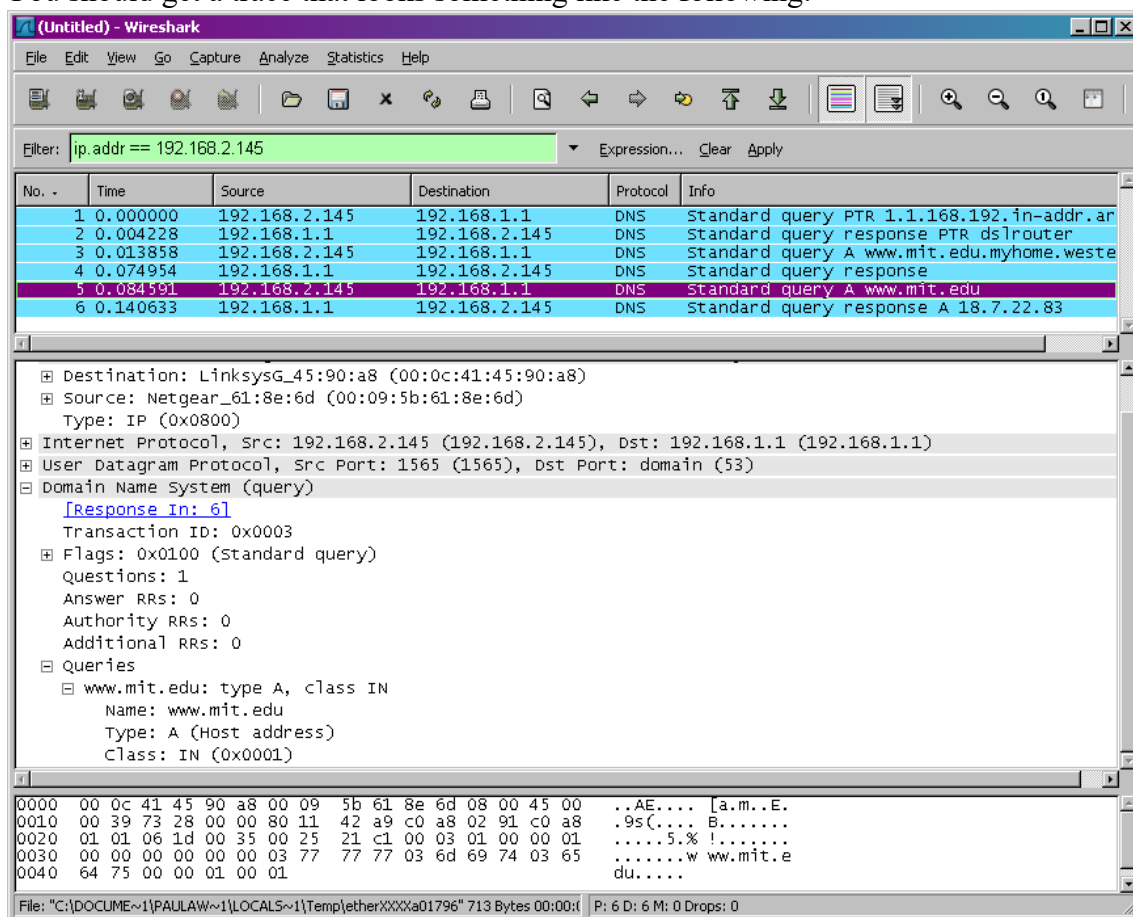 You should get a trace that looks something like the following:
(Untitled) - Wireshark
File Edit View Go Capture Analyze Statistics Help
Filter: ip.addr == 192.168.2.145 Expression... Clear Apply
No. - Time Source Destination Protocol Info
1 0.000000 192.168.2.145 192.168.1.1 DNS Standard query PTR 1.1.168.192.in-addr.ar
2 0.004228 192.168.1.1 192.168.2.145 DNS Standard query response PTR dslrouter
3 0.013858 192.168.2.145 192.168.1.1 DNS Standard query A www.mit.edu.myhome.weste
4 0.074954 192.168.1.1 192.168.2.145 DNS Standard query response
5 0.084591 192.168.2.145 192.168.1.1 DNS Standard query A www.mit.edu
6 0.140633 192.168.1.1 192.168.2.145 DNS Standard query response A 18.7.22.83
Destination: LinksysG_45:90:a8 (00:0c:41:45:90:a8)
Source: Netgear_61:8e:6d (00:09:5b:61:8e:6d)
Type: IP (0x0800)
Internet Protocol, Src: 192.168.2.145 (192.168.2.145), Dst: 192.168.1.1 (192.168.1.1)
User Datagram Protocol, Src Port: 1565 (1565), Dst Port: domain (53)
Domain Name System (query)
[Response In: 6]
Transaction ID: 0x0003
Flags: 0x0100 (Standard query)
Questions: 1
Answer RRs: 0
Authority RRs: 0
Additional RRs: 0
Queries
www.mit.edu: type A, class IN
Name: www.mit.edu
Type: A (Host address)
Class: IN (0x0001)
0000 00 0c 41 45 90 a8 00 09 5b 61 8e 6d 08 00 45 00 ..AE.... [a.m..E.
0010 00 39 73 28 00 00 80 11 42 a9 c0 a8 02 91 c0 a8 .9s(.... B.......
0020 01 01 06 1d 00 35 00 25 21 c1 00 03 01 00 00 01 .....5.% !.......
0030 00 00 00 00 00 00 03 77 77 77 03 6d 69 74 03 65 .......w ww.mit.e
0040 64 75 00 00 01 00 01 du.....
File: "C:\DOCUME~1\PAULAW~1\LOCALS~1\Temp\etherXXXXa01796" 713 Bytes 00:00:( P: 6 D: 6 M: 0 Drops: 0